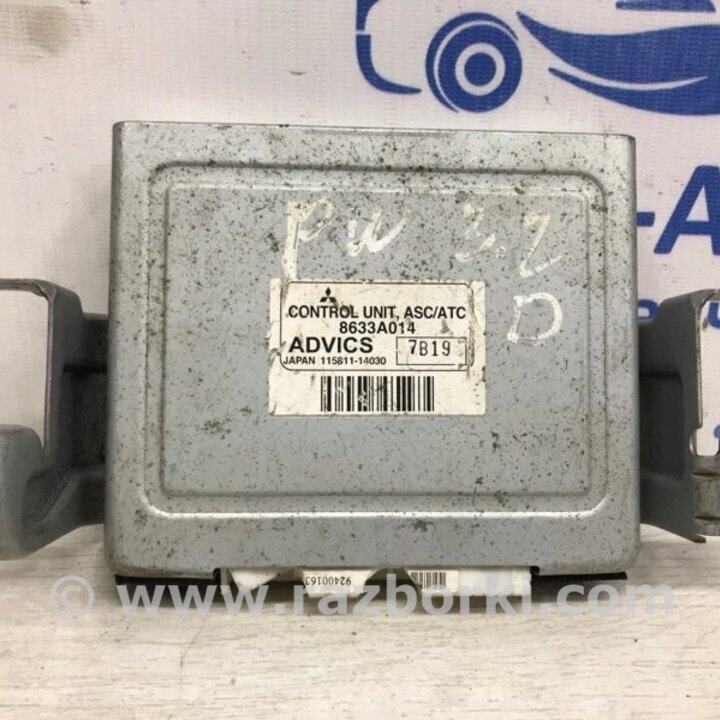 -A
PW 3.2
D
CONTROL UNIT, ASC/ATC
8633A014
ADVICS 7B19
JAPAN 115811-14030
92400163
© www.razborki.com